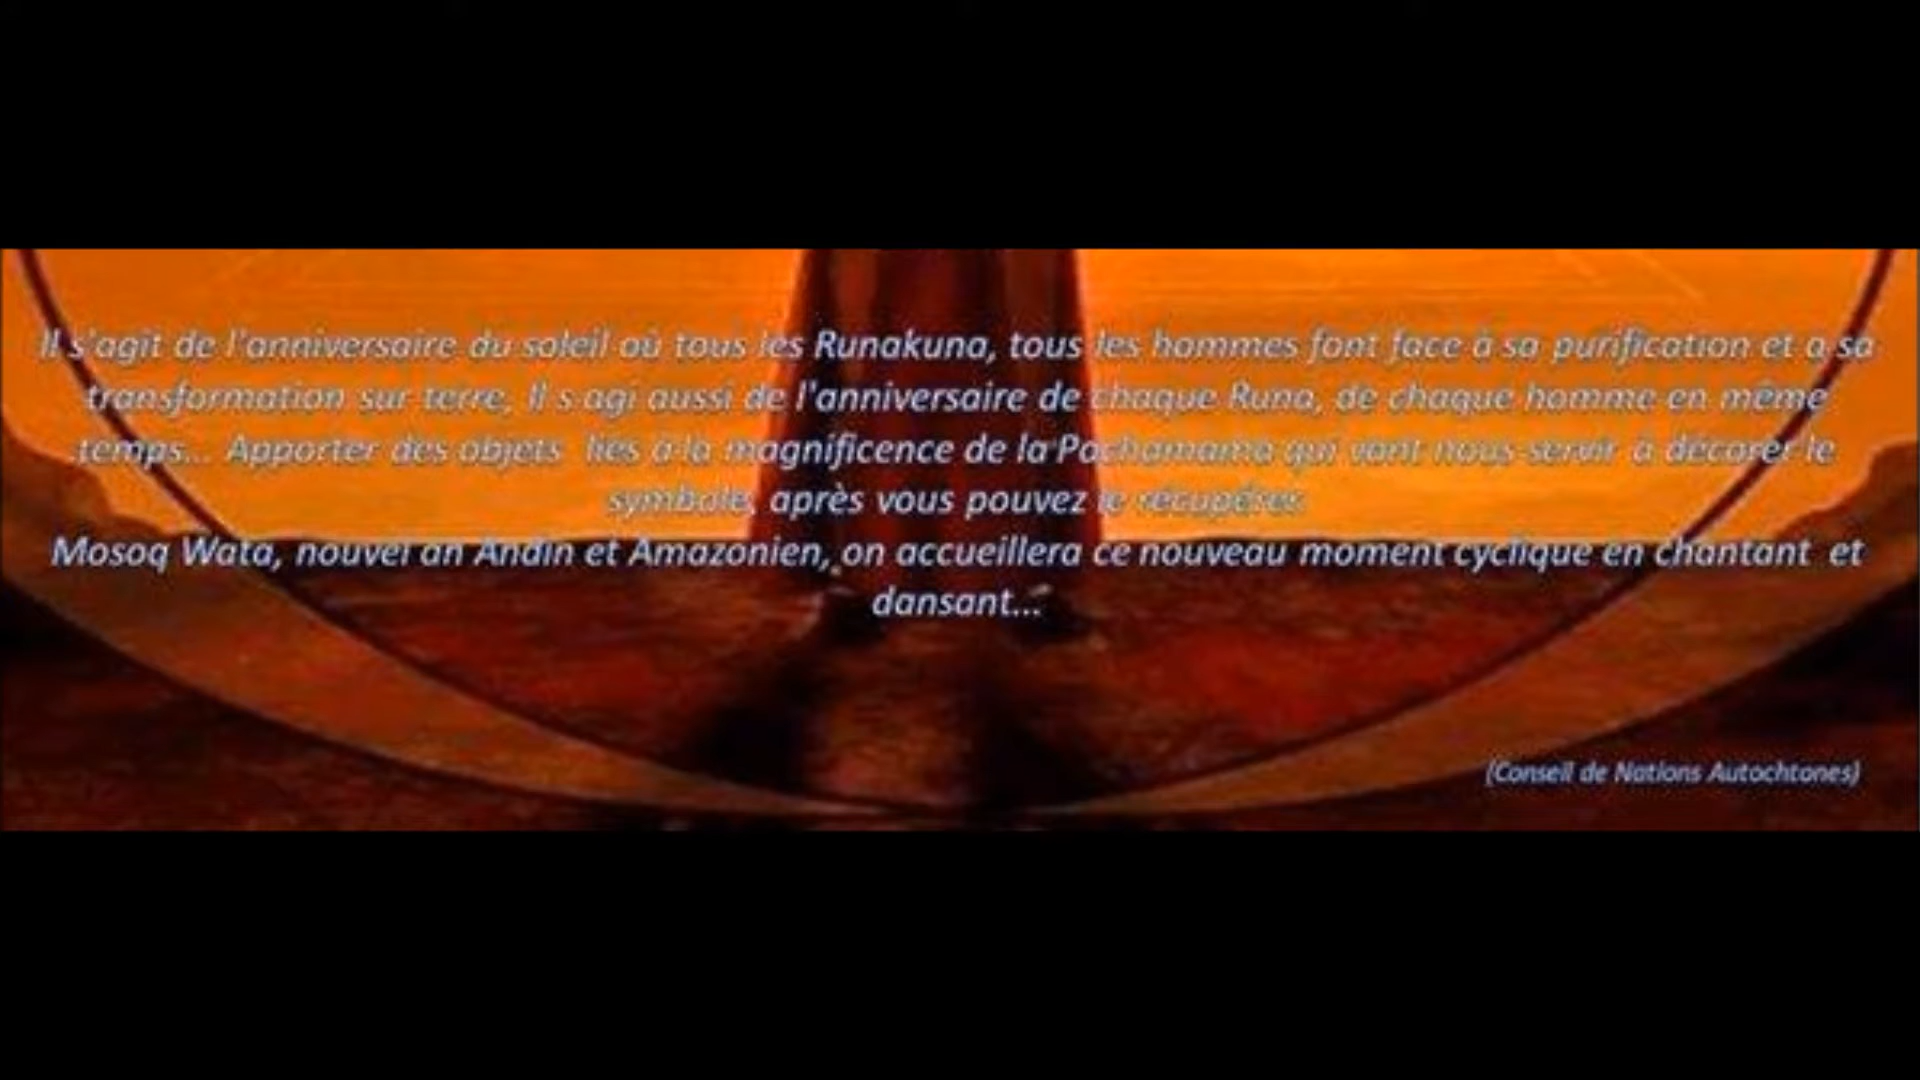 Il s'agit de l'anniversaire du soleil où tous les Runakuna, tous les hommes font face à sa purification et a sa
transformation sur terre, Il s agi aussi de l'anniversaire de chaque Runa, de chaque homme en même
temps... Apporter des objets lies à la magnificence de la Pachamama qui vont nous servir à décorer le
symbole, après vous pouvez le récupérer.
Mosoq Wata, nouvel an Andin et Amazonien, on accueillera ce nouveau moment cyclique en chantant et
dansant...
(Conseil de Nations Autochtones)